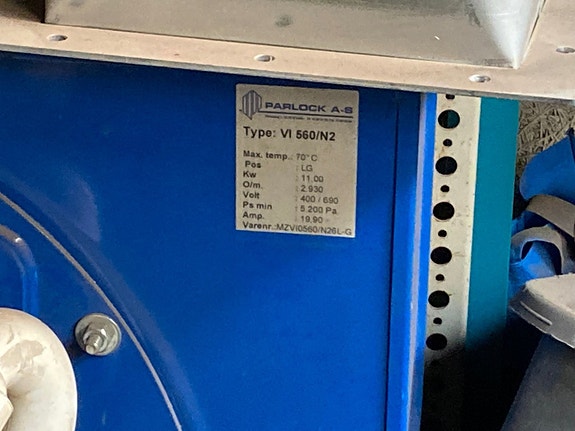 PARLOCK A-S
Type: VI 560/N2
Max. temp.: 70°C
Pos : LG
Kw : 11.00
O/m. : 2.930
Volt : 400 / 690
Ps min : 5.200 Pa
Amp. : 19,90
Varenr.:MZVI0560/N26L-G